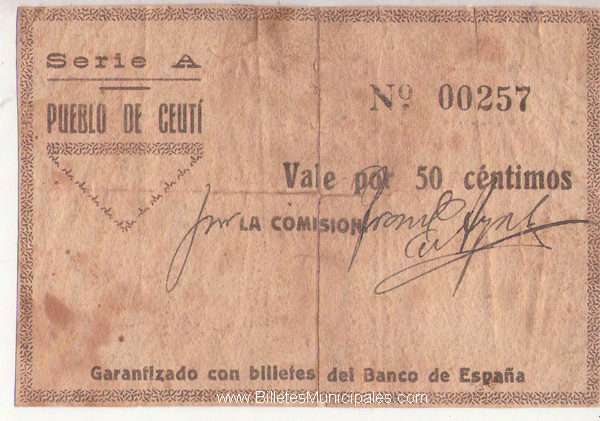 Serie A
PUEBLO DE CEUTÍ
Nº 00257
Vale por 50 céntimos
LA COMISION
Garantizado con billetes del Banco de España
www.BilletesMunicipales.com